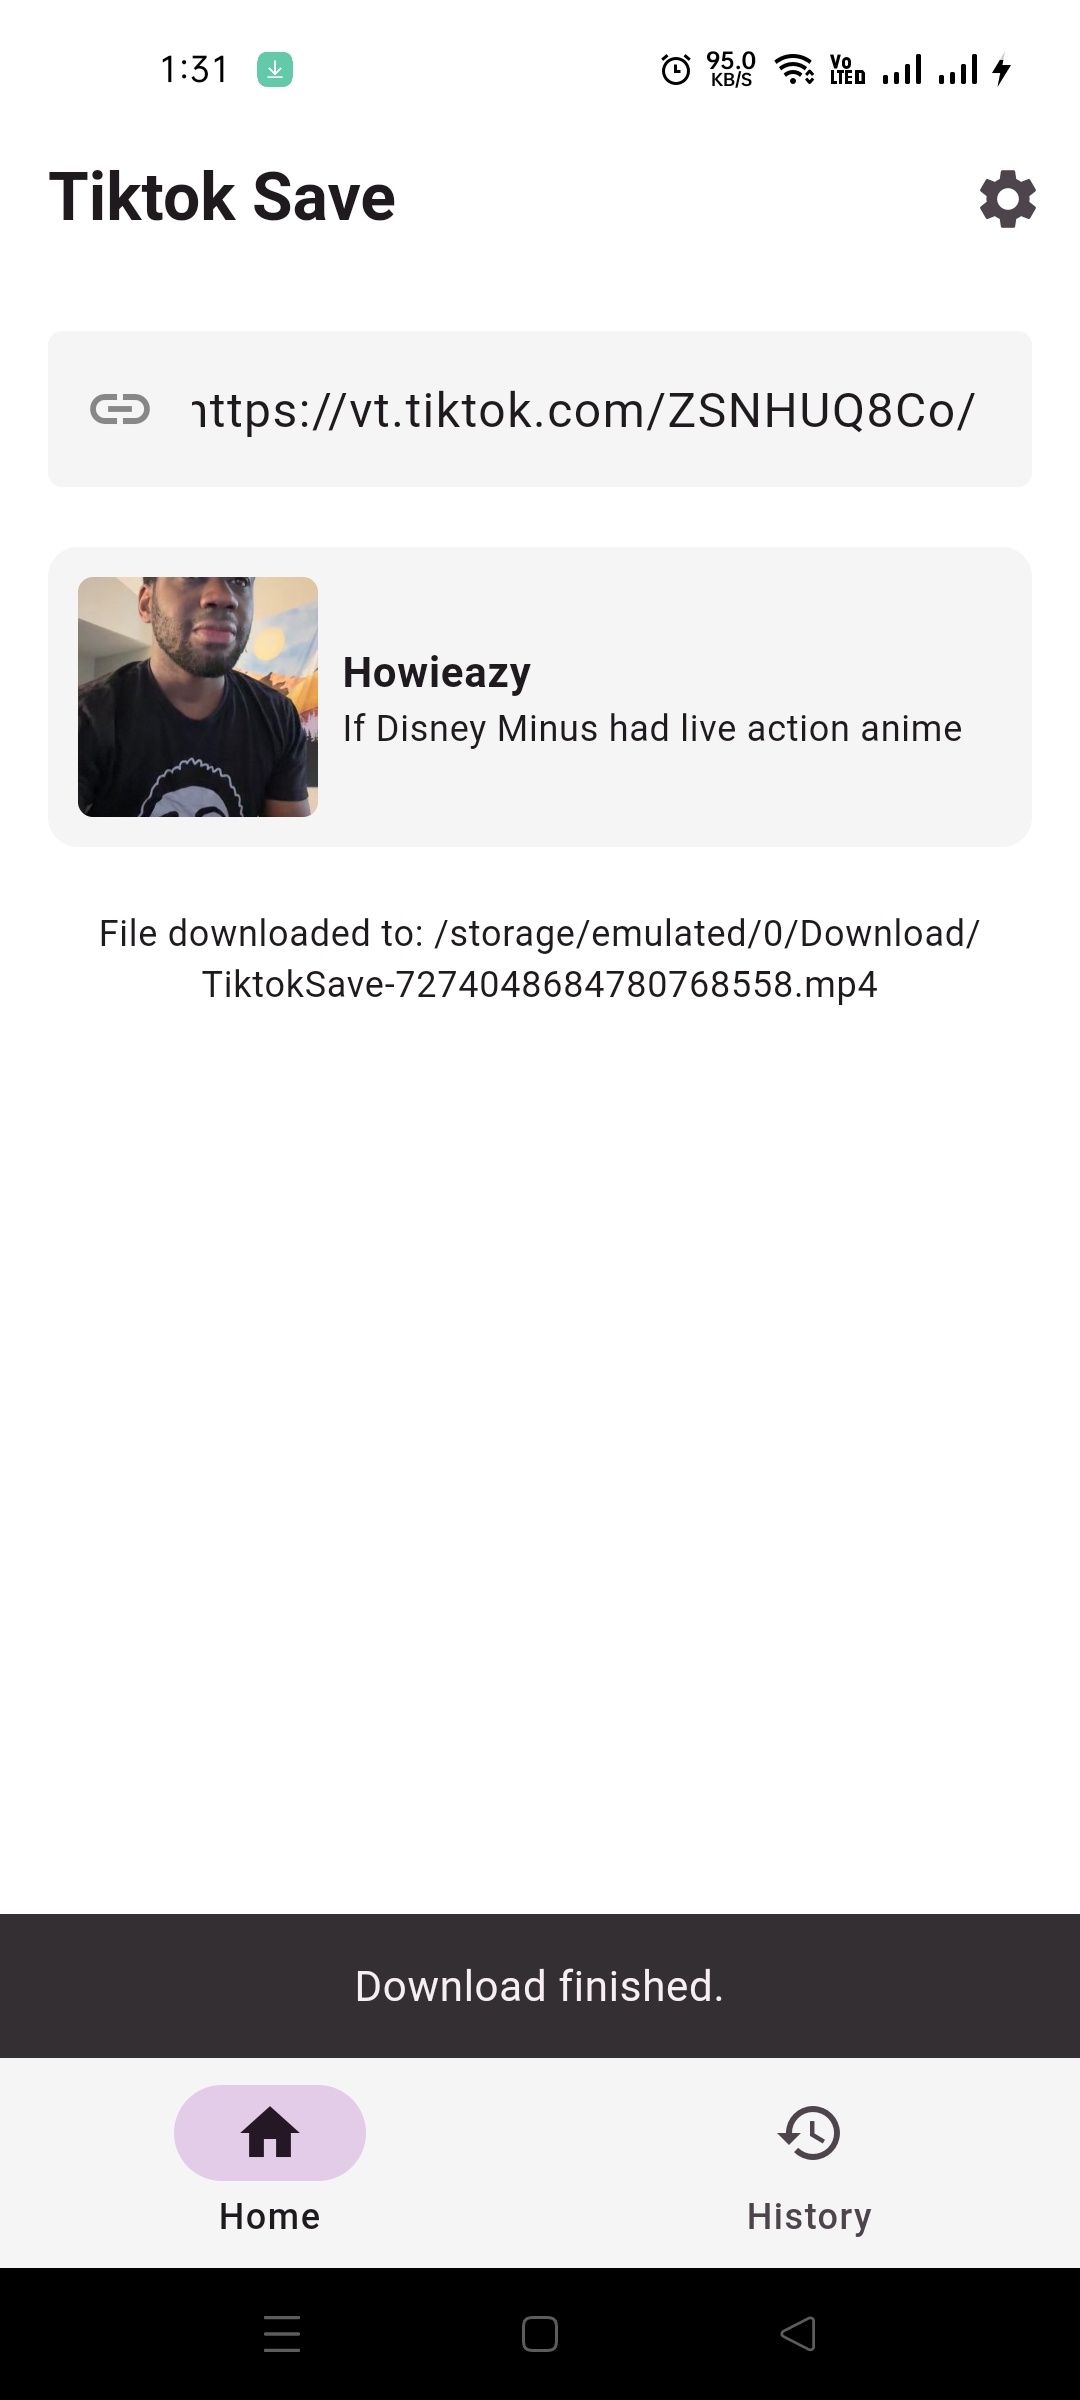 1:31
95.0
KB/S
Vo
LTE
Tiktok Save
https://vt.tiktok.com/ZSNHUQ8Co/
Howieazy
If Disney Minus had live action anime
File downloaded to: /storage/emulated/0/Download/
TiktokSave-7274048684780768558.mp4
Download finished.
Home
History